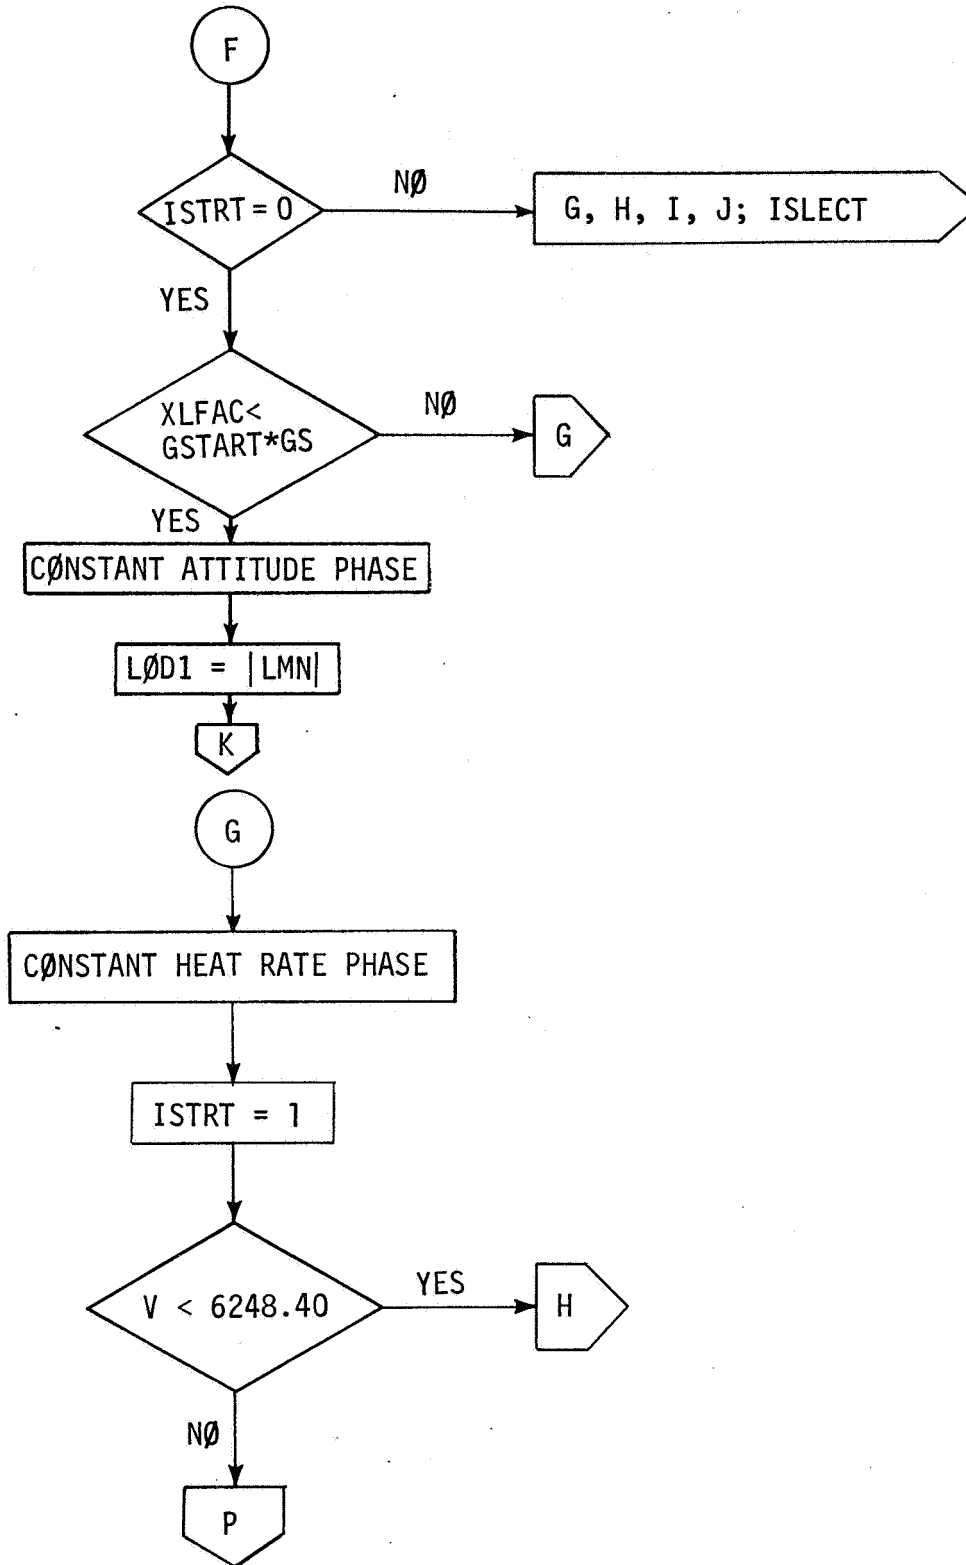 F
ISTRT = 0
NØ
G, H, I, J; ISLECT
YES
XLFAC<
GSTART*GS
NØ
G
YES
CØNSTANT ATTITUDE PHASE
LØD1 = |LMN|
K
G
CØNSTANT HEAT RATE PHASE
ISTRT = 1
V < 6248.40
YES
H
NØ
P